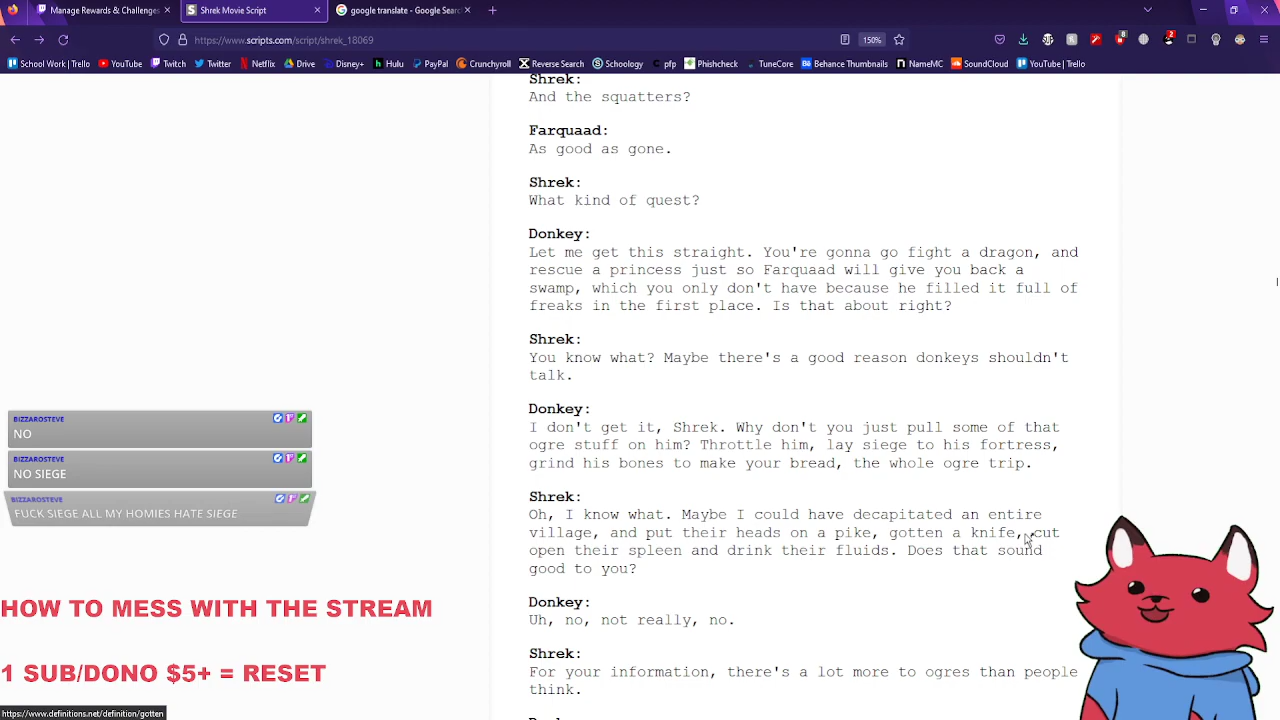 Manage Rewards & Challenges
Shrek Movie Script
google translate - Google Searc
https://www.scripts.com/script/shrek_18069
150%
School Work | Trello
YouTube
Twitch
Twitter
Netflix
Drive
Disney+
Hulu
PayPal
Crunchyroll
Reverse Search
Schoology
pfp
Phishcheck
TuneCore
Behance Thumbnails
NameMC
SoundCloud
YouTube | Trello
Shrek:
And the squatters?
Farquaad:
As good as gone.
Shrek:
What kind of quest?
Donkey:
Let me get this straight. You're gonna go fight a dragon, and
rescue a princess just so Farquaad will give you back a
swamp, which you only don't have because he filled it full of
freaks in the first place. Is that about right?
Shrek:
You know what? Maybe there's a good reason donkeys shouldn't
talk.
Donkey:
I don't get it, Shrek. Why don't you just pull some of that
ogre stuff on him? Throttle him, lay siege to his fortress,
grind his bones to make your bread, the whole ogre trip.
Shrek:
Oh, I know what. Maybe I could have decapitated an entire
village, and put their heads on a pike, gotten a knife, cut
open their spleen and drink their fluids. Does that sound
good to you?
Donkey:
Uh, no, not really, no.
Shrek:
For your information, there's a lot more to ogres than people
think.
BIZZAROSTEVE
NO
BIZZAROSTEVE
NO SIEGE
BIZZAROSTEVE
FUCK SIEGE ALL MY HOMIES HATE SIEGE
HOW TO MESS WITH THE STREAM
1 SUB/DONO $5+ = RESET
https://www.definitions.net/definition/gotten